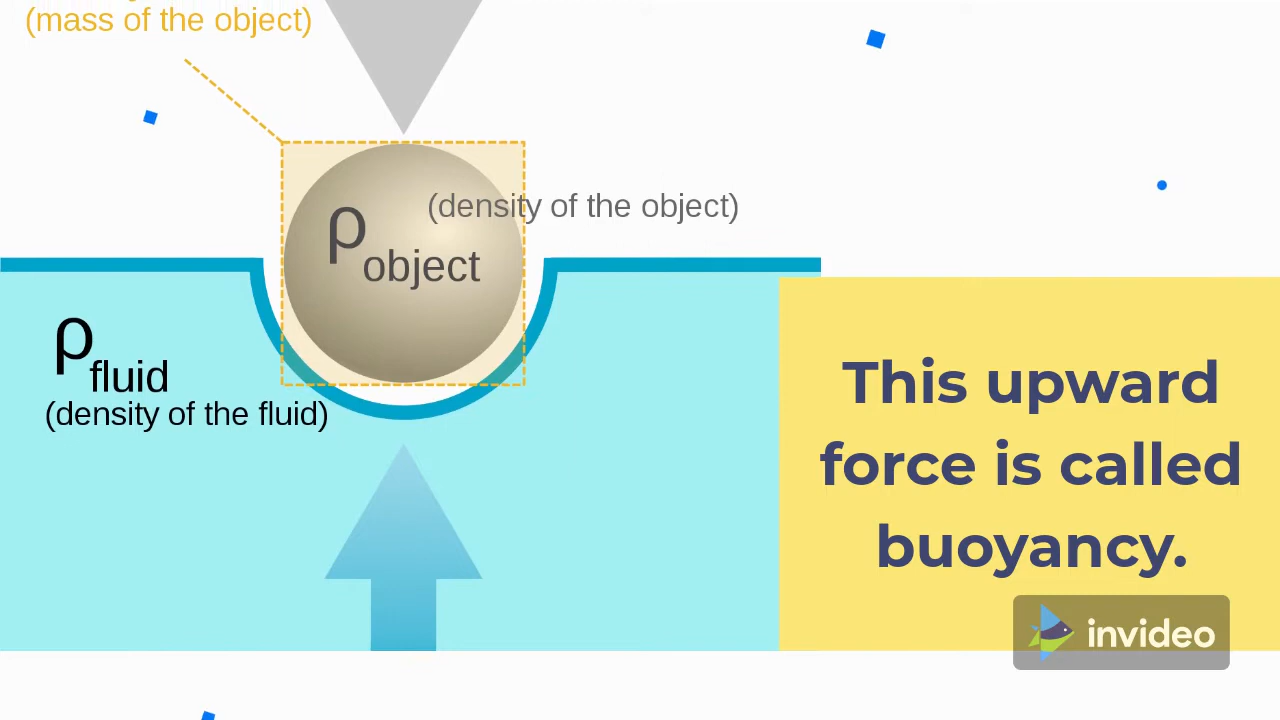 (mass of the object)
(density of the object)
ρobject
ρfluid
(density of the fluid)
This upward
force is called
buoyancy.
invideo